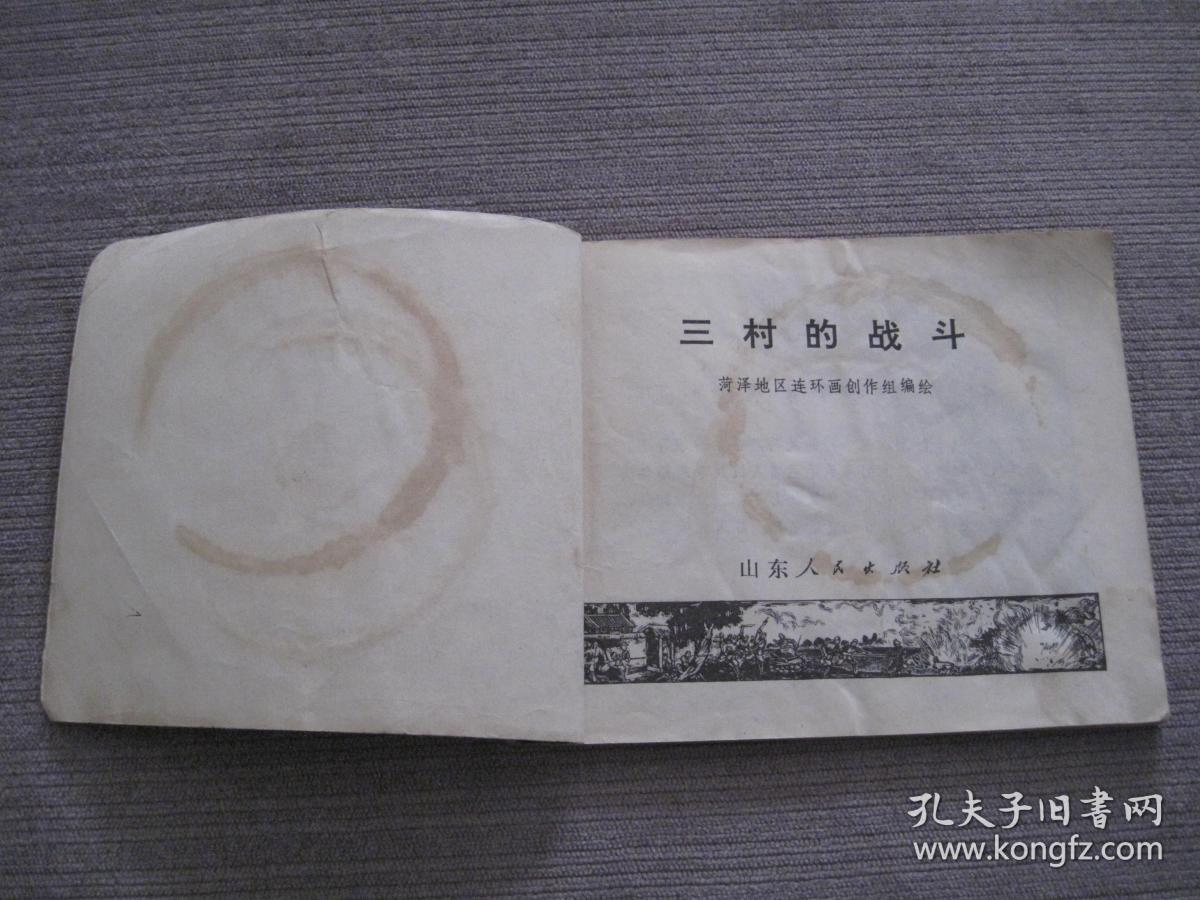 三村的战斗
菏泽地区连环画创作组编绘
山东人民出版社
孔夫子旧書网
www.kongfz.com